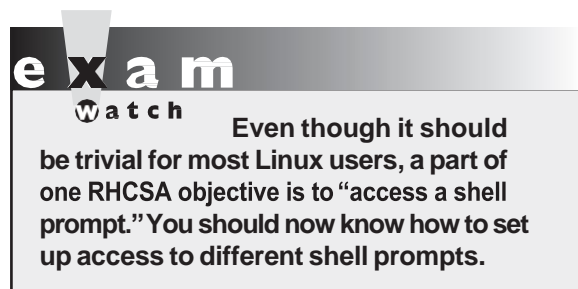 exam
watch
Even though it should
be trivial for most Linux users, a part of
one RHCSA objective is to “access a shell
prompt.” You should now know how to set
up access to different shell prompts.